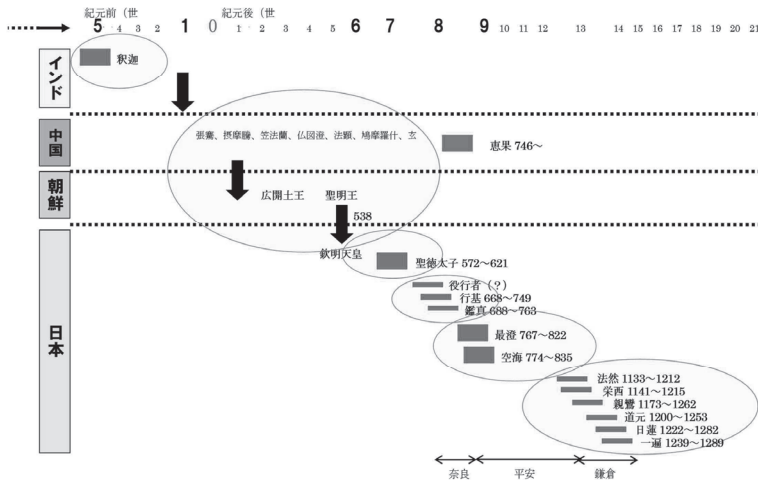 紀元前（世 紀元後（世
5 4 3 2 1 0 1 2 3 4 5 6 7 8 9 10 11 12 13 14 15 16 17 18 19 20 21
インド
釈迦
中国
張騫、摂摩騰、笠法蘭、仏図澄、法顕、鳩摩羅什、玄
恵果 746～
朝鮮
広開土王 聖明王
538
日本
欽明天皇
聖徳太子 572～621
役行者（？）
行基 668～749
鑑真 688～763
最澄 767～822
空海 774～835
法然 1133～1212
栄西 1141～1215
親鸞 1173～1262
道元 1200～1253
日蓮 1222～1282
一遍 1239～1289
奈良 平安 鎌倉